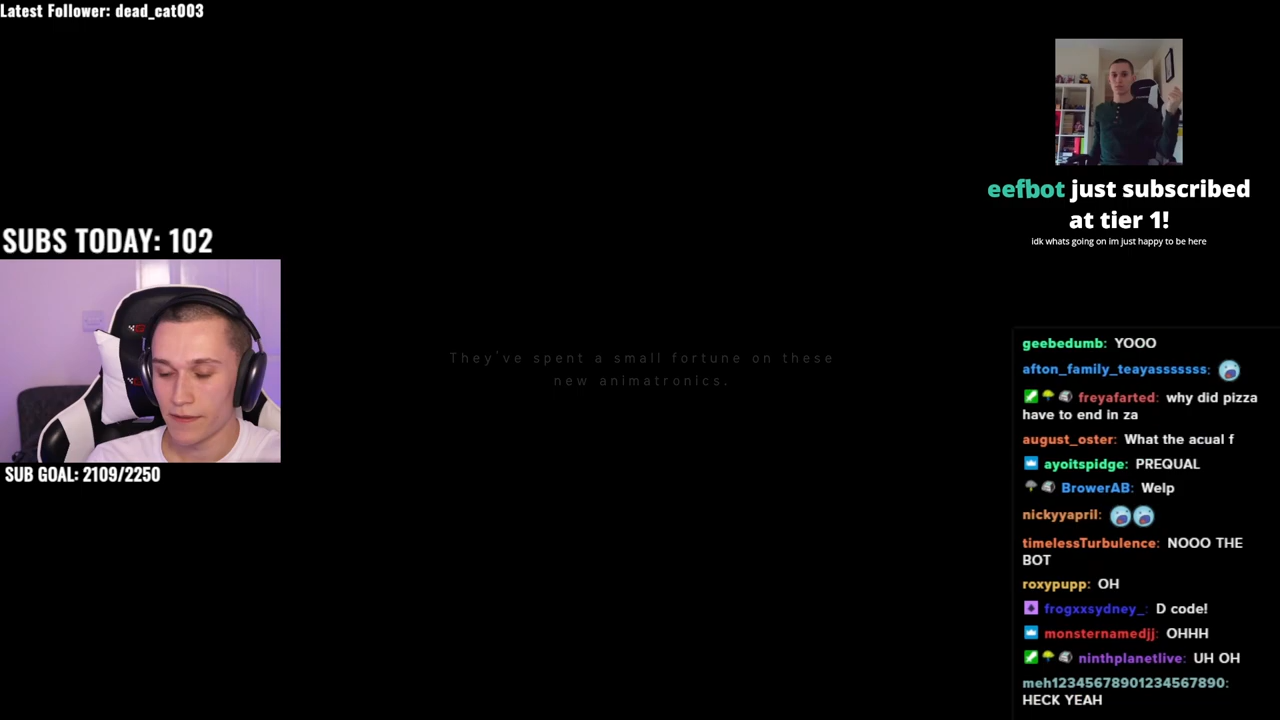 Latest Follower: dead_cat003
eefbot just subscribed
at tier 1!
idk whats going on im just happy to be here
SUBS TODAY: 102
SUB GOAL: 2109/2250
They've spent a small fortune on these
new animatronics.
geebedumb: YOOO
afton_family_teayasssssss:
freyafarted: why did pizza
have to end in za
august_oster: What the acual f
ayoitspidge: PREQUAL
BrowerAB: Welp
nickyyapril:
timelessTurbulence: NOOO THE
BOT
roxypupp: OH
frogxxsydney_: D code!
monsternamedjj: OHHH
ninthplanetlive: UH OH
meh12345678901234567890:
HECK YEAH